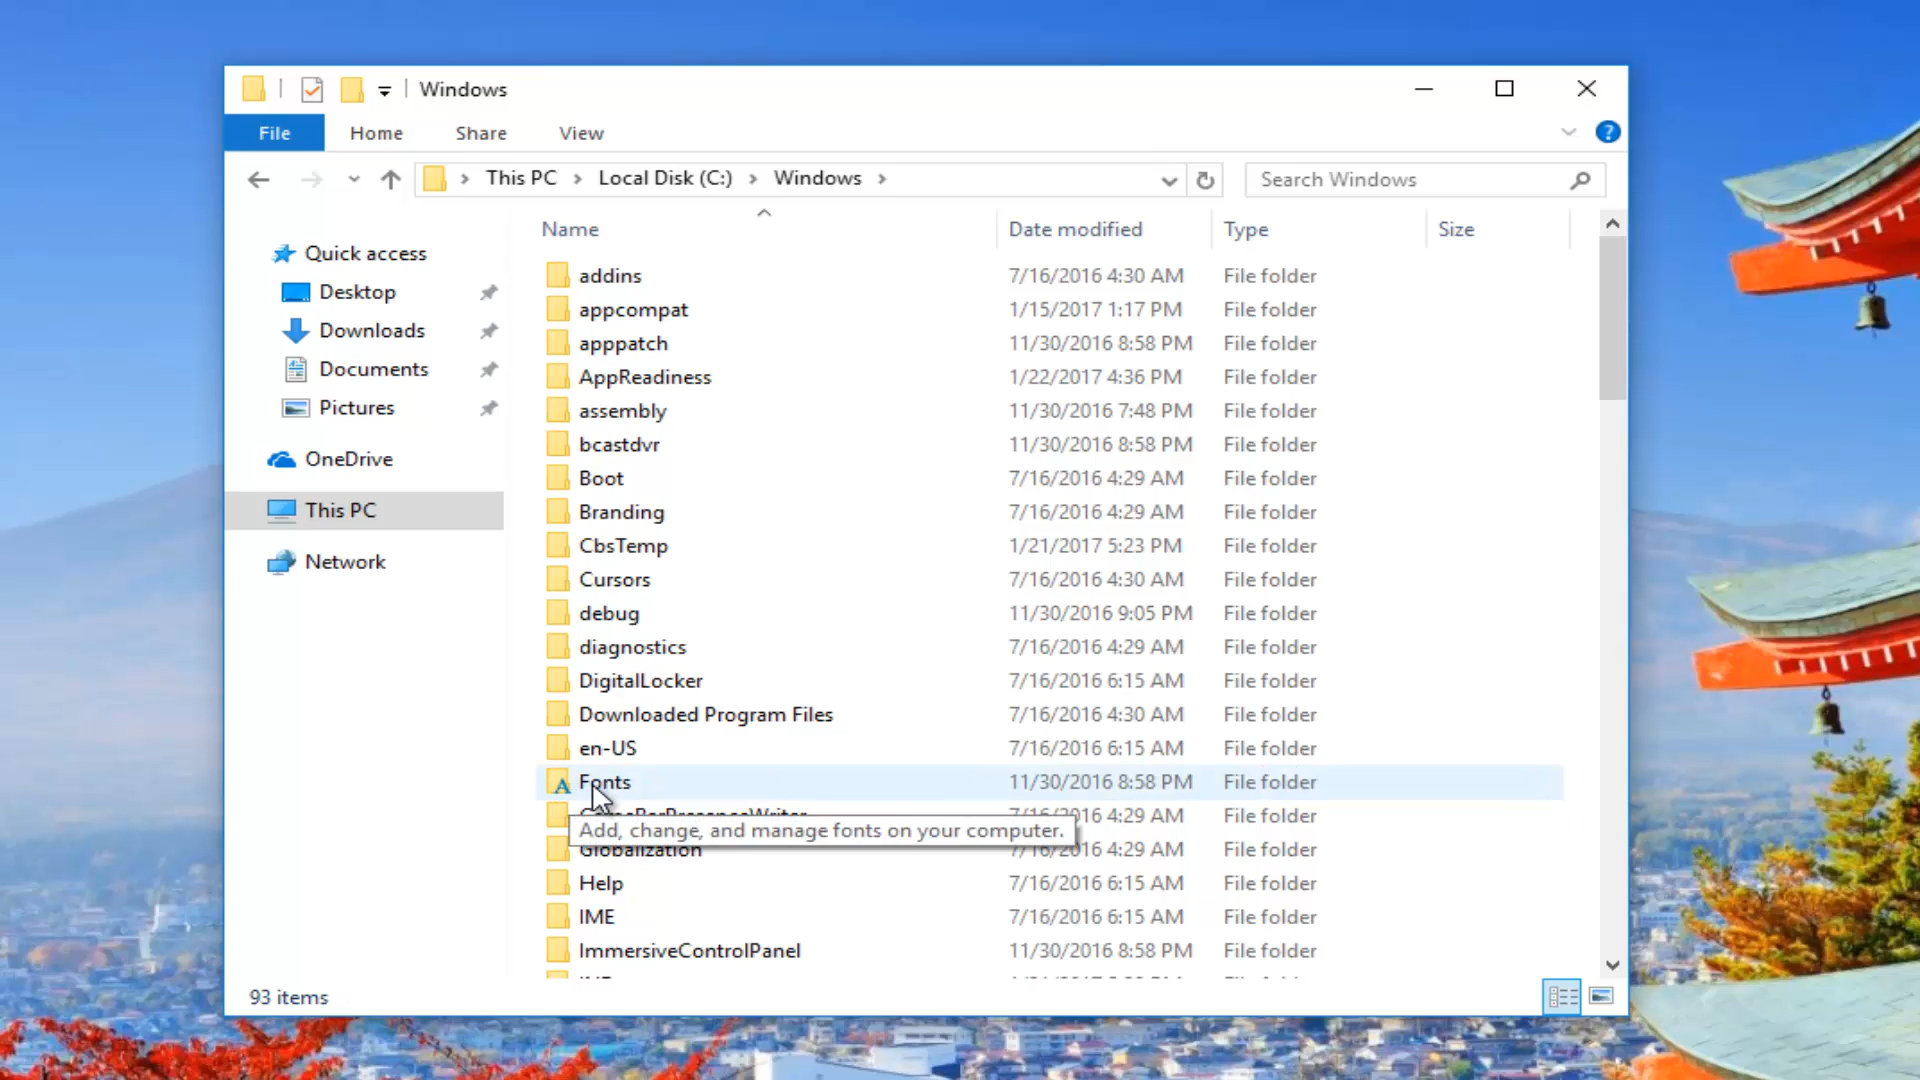 Windows
File Home Share View
This PC Local Disk (C:) Windows Search Windows
Name Date modified Type Size
Quick access
Desktop
Downloads
Documents
Pictures
OneDrive
This PC
Network
addins 7/16/2016 4:30 AM File folder
appcompat 1/15/2017 1:17 PM File folder
apppatch 11/30/2016 8:58 PM File folder
AppReadiness 1/22/2017 4:36 PM File folder
assembly 11/30/2016 7:48 PM File folder
bcastdvr 11/30/2016 8:58 PM File folder
Boot 7/16/2016 4:29 AM File folder
Branding 7/16/2016 4:29 AM File folder
CbsTemp 1/21/2017 5:23 PM File folder
Cursors 7/16/2016 4:30 AM File folder
debug 11/30/2016 9:05 PM File folder
diagnostics 7/16/2016 4:29 AM File folder
DigitalLocker 7/16/2016 6:15 AM File folder
Downloaded Program Files 7/16/2016 4:30 AM File folder
en-US 7/16/2016 6:15 AM File folder
Fonts 11/30/2016 8:58 PM File folder
GameBarPresenceWriter 7/16/2016 4:29 AM File folder
Add, change, and manage fonts on your computer.
Globalization 7/16/2016 4:29 AM File folder
Help 7/16/2016 6:15 AM File folder
IME 7/16/2016 6:15 AM File folder
ImmersiveControlPanel 11/30/2016 8:58 PM File folder
93 items